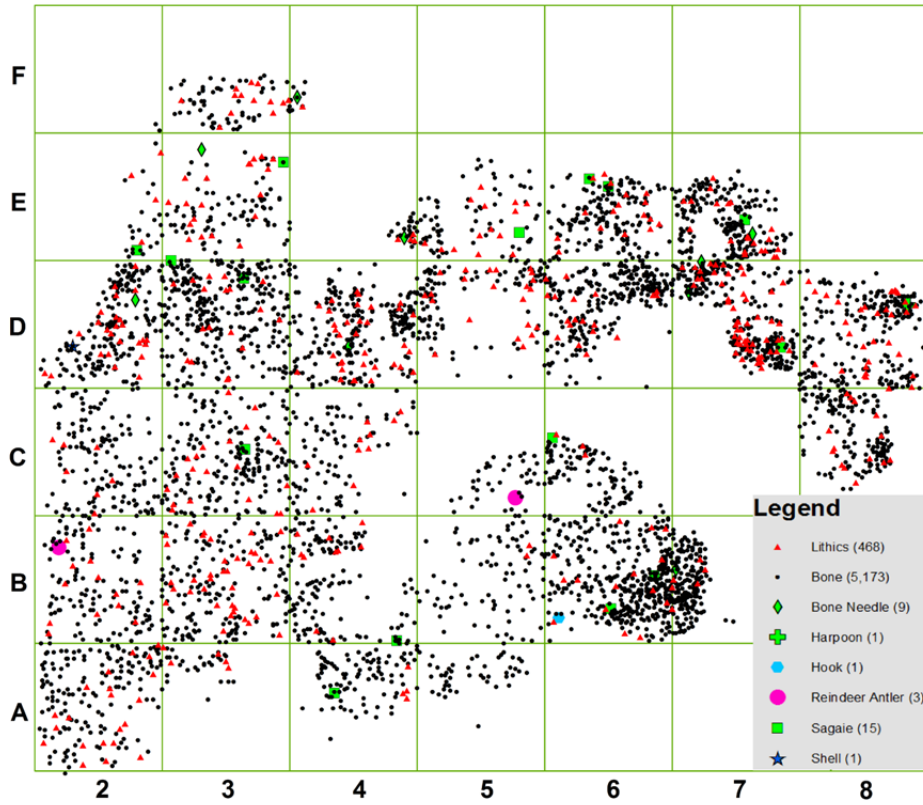 F
E
D
C
B
A
2 3 4 5 6 7 8
Legend
Lithics (468)
Bone (5,173)
Bone Needle (9)
Harpoon (1)
Hook (1)
Reindeer Antler (3)
Sagaie (15)
Shell (1)